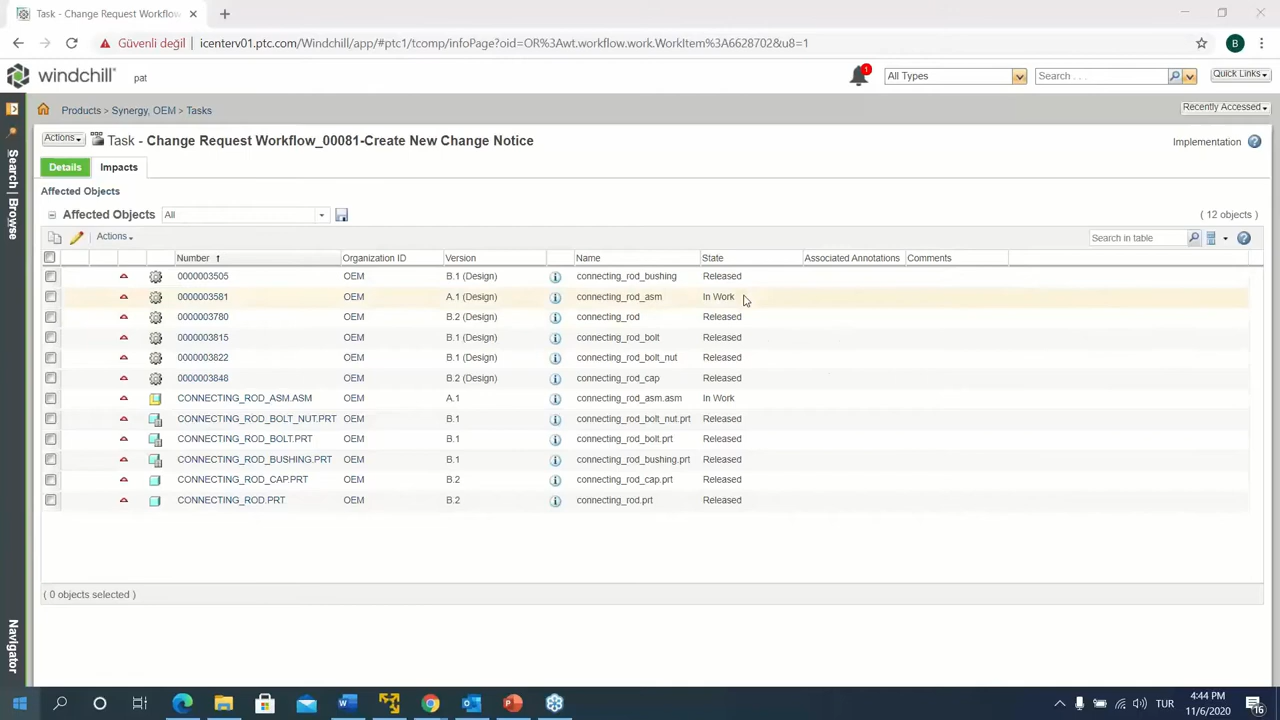 Task - Change Request Workflow
Güvenli değil icenterv01.ptc.com/Windchill/app/#ptc1/tcomp/infoPage?oid=OR%3Awt.workflow.work.WorkItem%3A6628702&u8=1 B
windchill pat 1 All Types Search . . . Quick Links
Products > Synergy, OEM > Tasks Recently Accessed
Actions Task - Change Request Workflow_00081-Create New Change Notice Implementation
Details Impacts
Search | Browse
Affected Objects
Affected Objects All ( 12 objects )
Actions Search in table
Number Organization ID Version Name State Associated Annotations Comments
0000003505 OEM B.1 (Design) connecting_rod_bushing Released
0000003581 OEM A.1 (Design) connecting_rod_asm In Work
0000003780 OEM B.2 (Design) connecting_rod Released
0000003815 OEM B.1 (Design) connecting_rod_bolt Released
0000003822 OEM B.1 (Design) connecting_rod_bolt_nut Released
0000003848 OEM B.2 (Design) connecting_rod_cap Released
CONNECTING_ROD_ASM.ASM OEM A.1 connecting_rod_asm.asm In Work
CONNECTING_ROD_BOLT_NUT.PRT OEM B.1 connecting_rod_bolt_nut.prt Released
CONNECTING_ROD_BOLT.PRT OEM B.1 connecting_rod_bolt.prt Released
CONNECTING_ROD_BUSHING.PRT OEM B.1 connecting_rod_bushing.prt Released
CONNECTING_ROD_CAP.PRT OEM B.2 connecting_rod_cap.prt Released
CONNECTING_ROD.PRT OEM B.2 connecting_rod.prt Released
( 0 objects selected )
Navigator
4:44 PM
TUR
11/6/2020
16